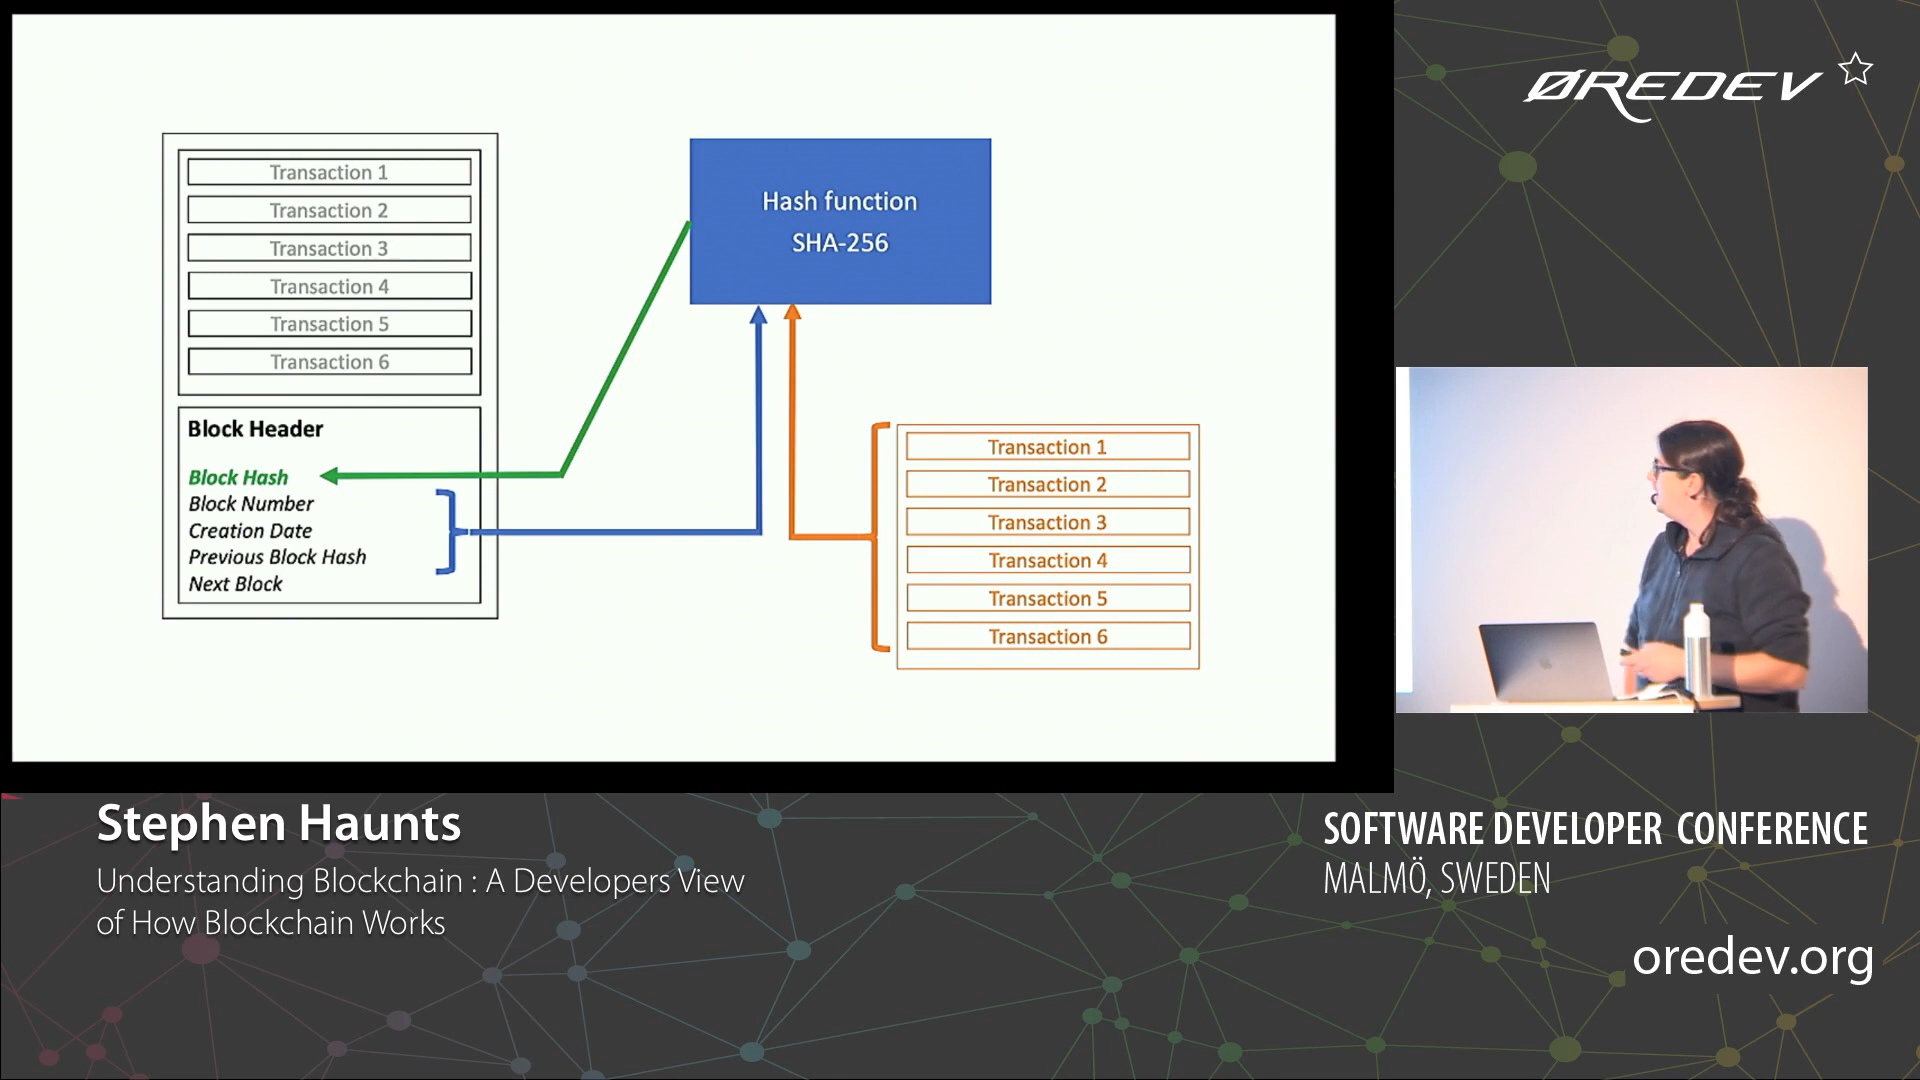 Transaction 1
Transaction 2
Transaction 3
Transaction 4
Transaction 5
Transaction 6
Block Header
Block Hash
Block Number
Creation Date
Previous Block Hash
Next Block
Hash function
SHA-256
Transaction 1
Transaction 2
Transaction 3
Transaction 4
Transaction 5
Transaction 6
ØREDEV
Stephen Haunts
Understanding Blockchain : A Developers View
of How Blockchain Works
SOFTWARE DEVELOPER CONFERENCE
MALMÖ, SWEDEN
oredev.org